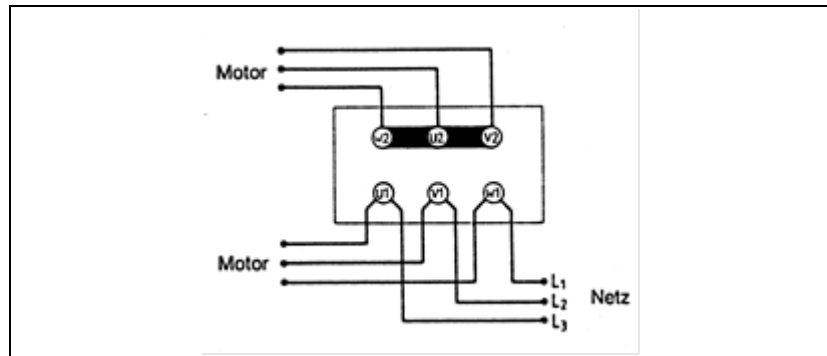 Motor
W2 U2 V2
U1 V1 W1
Motor
L1
L2 Netz
L3